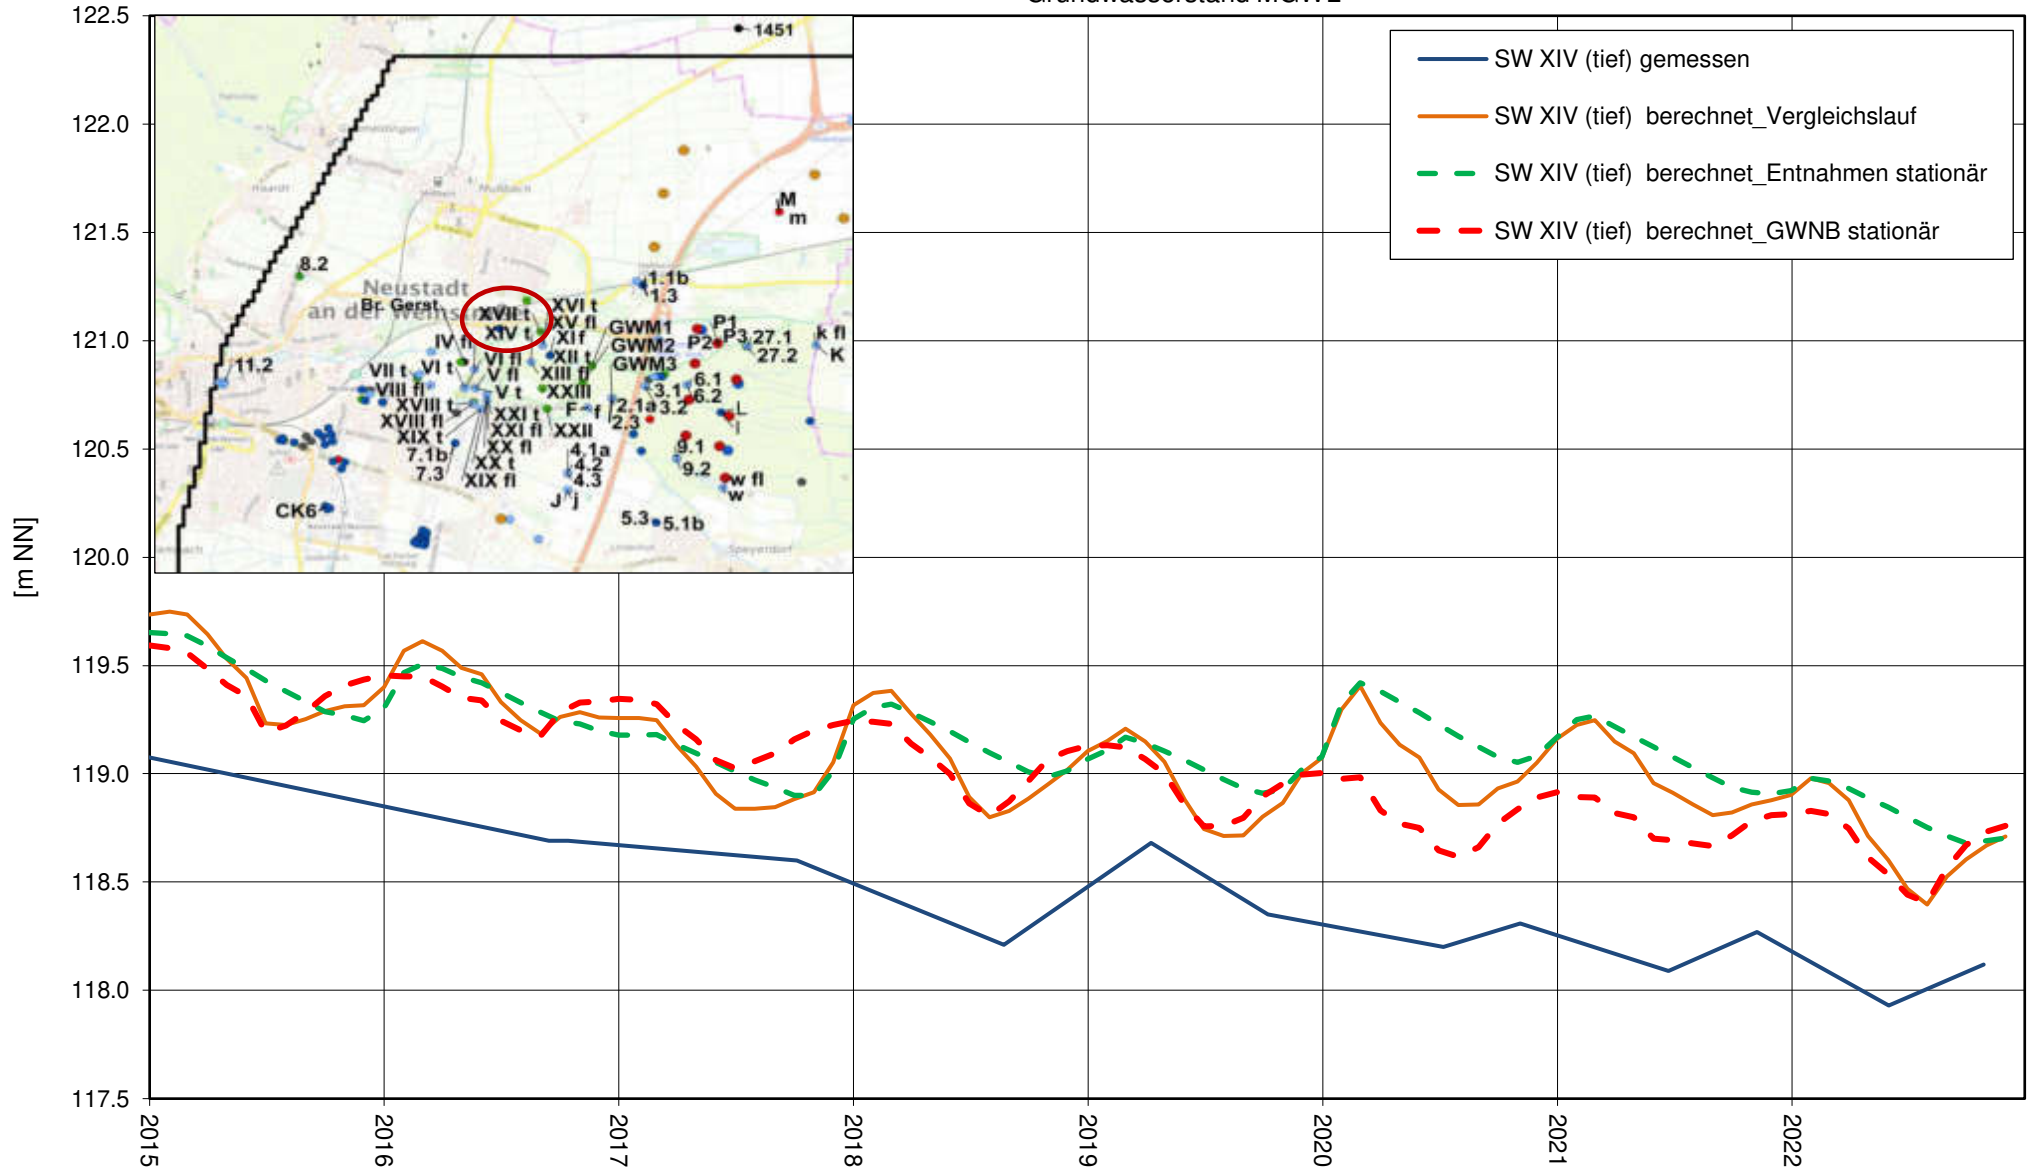 122.5
122.0
121.5
121.0
120.5
120.0
119.5
119.0
118.5
118.0
117.5
[m NN]
SW XIV (tief) gemessen
SW XIV (tief) berechnet_Vergleichslauf
SW XIV (tief) berechnet_Entnahmen stationär
SW XIV (tief) berechnet_GWNB stationär
1451
Haardt
Mußbach
M
m
8.2
Neustadt
an der Weinstraße
Br. Gerst.
1.1b
1.3
XVII t
XVI t
XIV t
XV fl
XI f
GWM1
GWM2
GWM3
P1
P2
P3
27.1
27.2
k fl
K
IV fl
VI fl
XII t
11.2
VII t
VI t
V fl
XIII fl
VIII fl
V t
XXIII
6.1
6.2
3.1
3.2
XVIII t
XVIII fl
XXI t
F
f
2.1a
2.3
L
l
XIX t
XXI fl
XXII
7.1b
XX fl
4.1a
9.1
7.3
XX t
4.2
9.2
XIX fl
4.3
w fl
w
J
j
CK6
5.3
5.1b
Speyerdorf
2015
2016
2017
2018
2019
2020
2021
2022